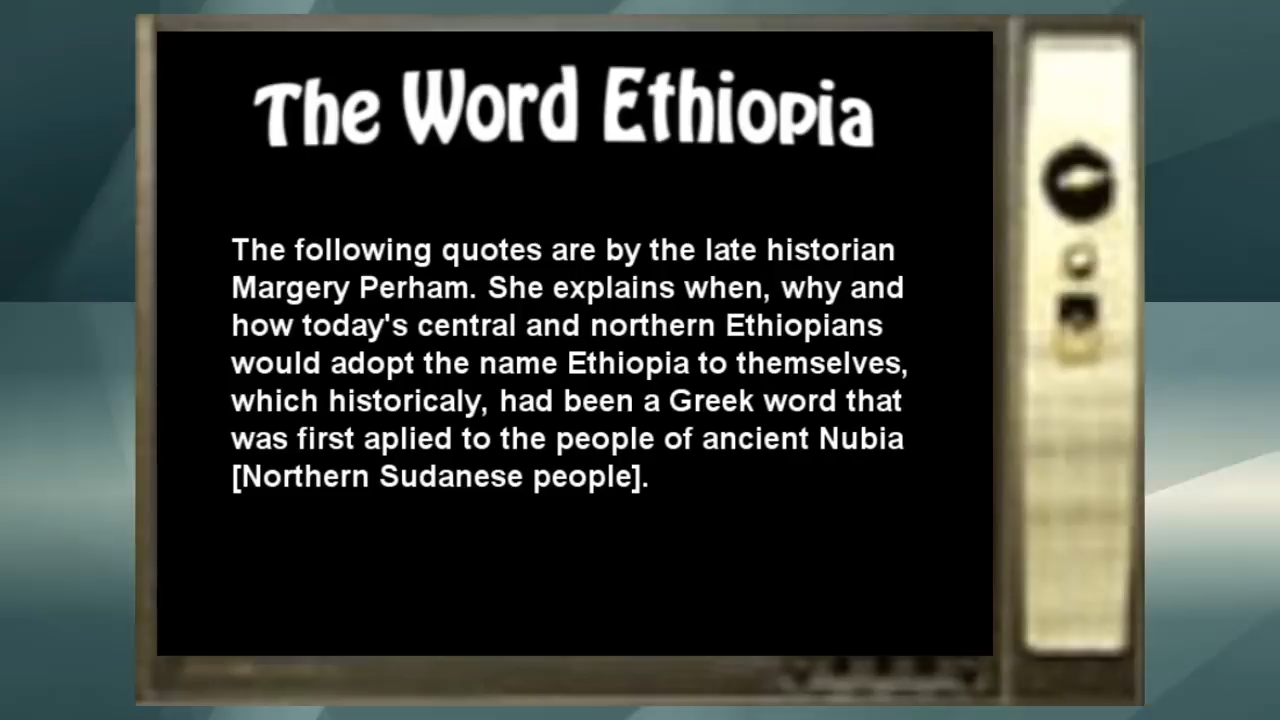 The Word Ethiopia
The following quotes are by the late historian
Margery Perham. She explains when, why and
how today's central and northern Ethiopians
would adopt the name Ethiopia to themselves,
which historicaly, had been a Greek word that
was first aplied to the people of ancient Nubia
[Northern Sudanese people].